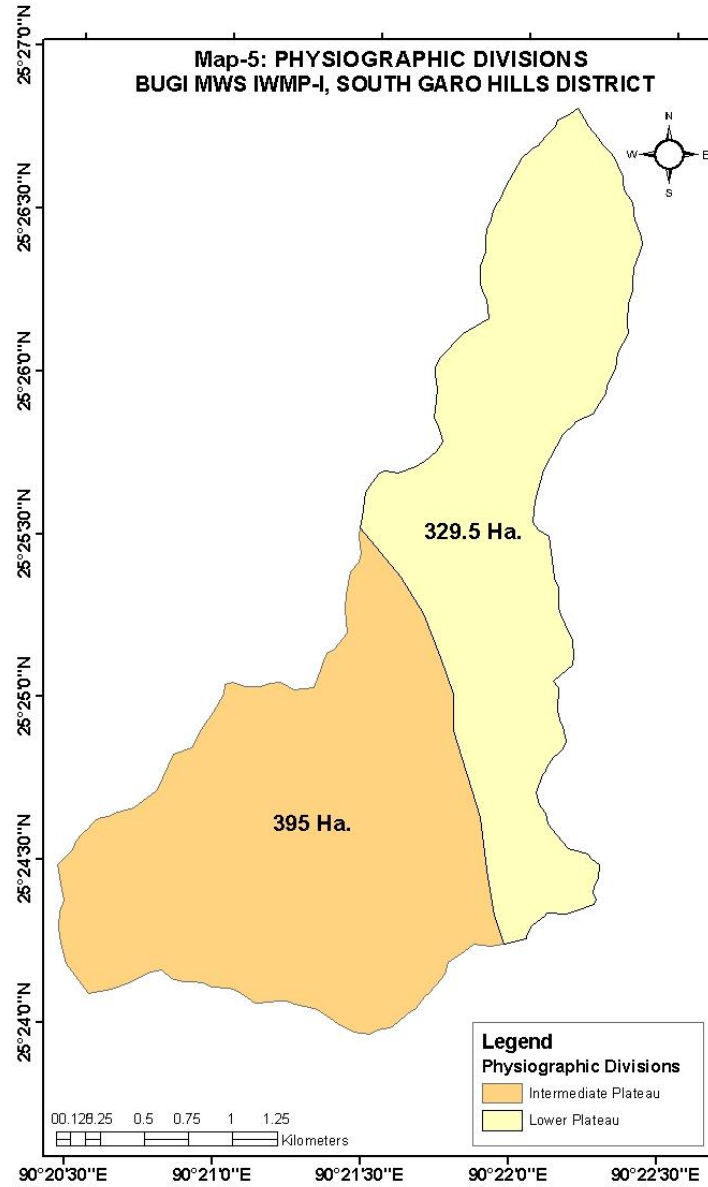 Map-5: PHYSIOGRAPHIC DIVISIONS
BUGI MWS IWMP-I, SOUTH GARO HILLS DISTRICT
N
W E
S
25°27'0"N
25°26'30"N
25°26'0"N
25°25'30"N
25°25'0"N
25°24'30"N
25°24'0"N
329.5 Ha.
395 Ha.
Legend
Physiographic Divisions
Intermediate Plateau
Lower Plateau
0 0.125 0.25 0.5 0.75 1 1.25
Kilometers
90°20'30"E 90°21'0"E 90°21'30"E 90°22'0"E 90°22'30"E